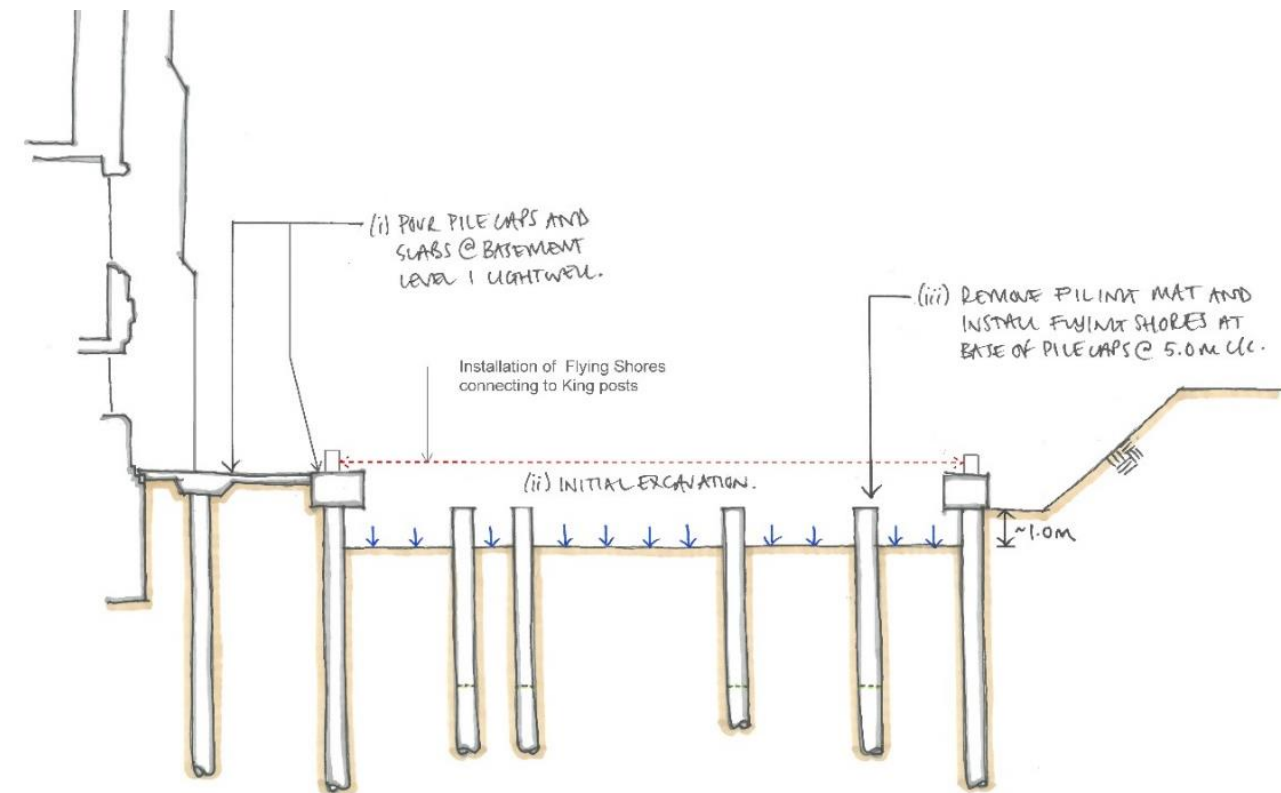 (i) POUR PILE CAPS AND
SLABS @ BASEMENT
LEVEL 1 LIGHTWELL.
(iii) REMOVE PILING MAT AND
INSTALL FLYING SHORES AT
BASE OF PILE CAPS @ 5.0m c/c.
Installation of Flying Shores
connecting to King posts
(ii) INITIAL EXCAVATION.
~1.0m